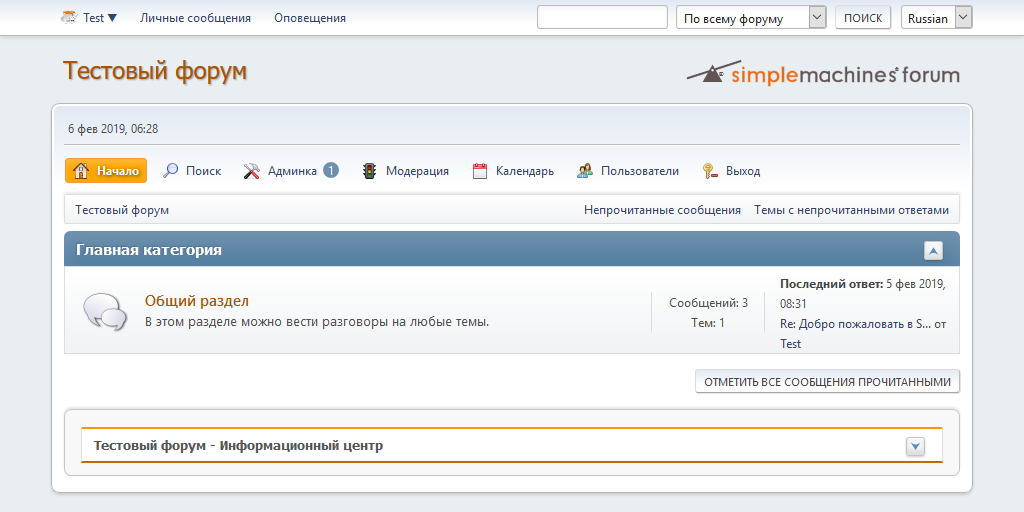 Test ▼ Личные сообщения Оповещения По всему форуму ПОИСК Russian
Тестовый форум simplemachines® forum
6 фев 2019, 06:28
Начало Поиск Админка 1 Модерация Календарь Пользователи Выход
Тестовый форум Непрочитанные сообщения Темы с непрочитанными ответами
Главная категория
Общий раздел
В этом разделе можно вести разговоры на любые темы.
Сообщений: 3
Тем: 1
Последний ответ: 5 фев 2019,
08:31
Re: Добро пожаловать в S... от
Test
ОТМЕТИТЬ ВСЕ СООБЩЕНИЯ ПРОЧИТАННЫМИ
Тестовый форум - Информационный центр